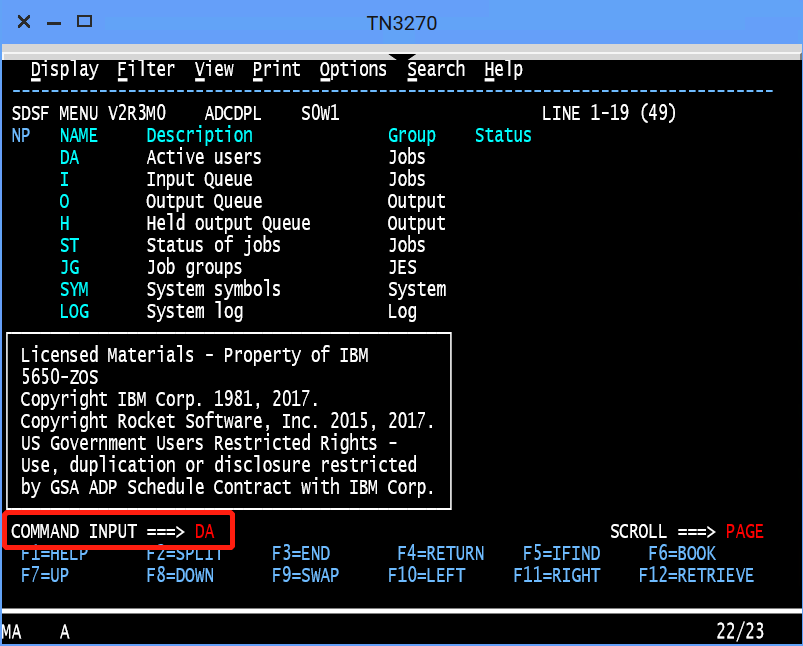 TN3270
Display Filter View Print Options Search Help
SDSF MENU V2R3M0 ADCDPL S0W1 LINE 1-19 (49)
NP NAME Description Group Status
DA Active users Jobs
I Input Queue Jobs
O Output Queue Output
H Held output Queue Output
ST Status of jobs Jobs
JG Job groups JES
SYM System symbols System
LOG System log Log
Licensed Materials - Property of IBM
5650-ZOS
Copyright IBM Corp. 1981, 2017.
Copyright Rocket Software, Inc. 2015, 2017.
US Government Users Restricted Rights -
Use, duplication or disclosure restricted
by GSA ADP Schedule Contract with IBM Corp.
COMMAND INPUT ===> DA SCROLL ===> PAGE
F1=HELP F2=SPLIT F3=END F4=RETURN F5=IFIND F6=BOOK
F7=UP F8=DOWN F9=SWAP F10=LEFT F11=RIGHT F12=RETRIEVE
MA A 22/23